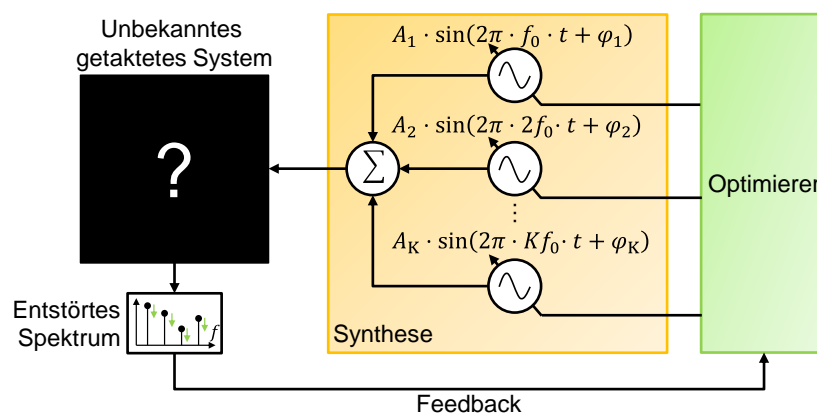 Unbekanntes
getaktetes System
?
Entstörtes
Spektrum
f
A₁ · sin(2π · f₀ · t + φ₁)
A₂ · sin(2π · 2f₀ · t + φ₂)
⋮
A_K · sin(2π · Kf₀ · t + φ_K)
Σ
Synthese
Optimierer
Feedback